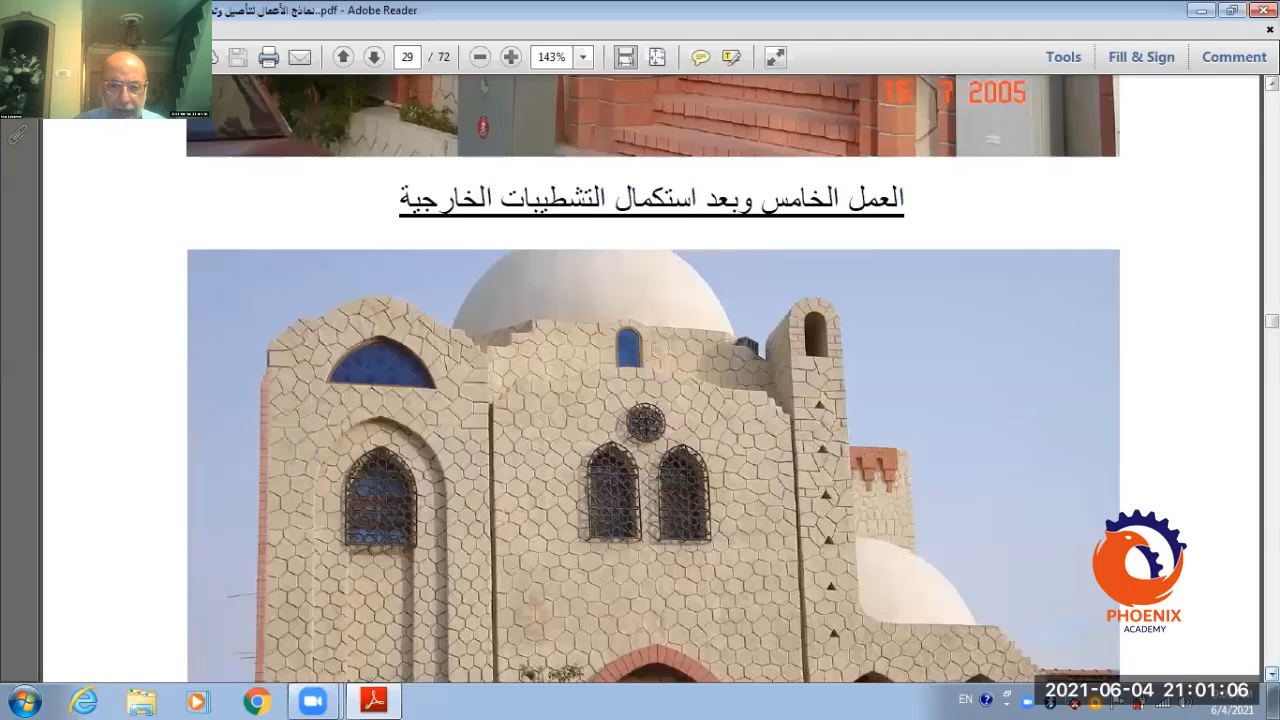 نماذج الأعمال لتأصيل وتم..pdf - Adobe Reader
29 / 72
143%
Tools
Fill & Sign
Comment
15 7 2005
العمل الخامس وبعد استكمال التشطيبات الخارجية
PHOENIX
ACADEMY
EN
2021-06-04 21:01:06
6/4/2021